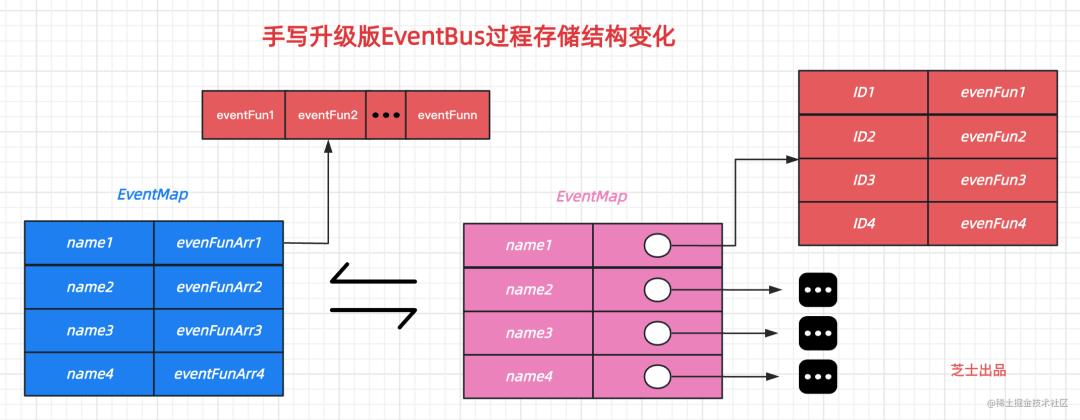 手写升级版EventBus过程存储结构变化
eventFun1 eventFun2 ••• eventFunn
ID1 evenFun1
ID2 evenFun2
ID3 evenFun3
ID4 evenFun4
EventMap
name1 evenFunArr1
name2 evenFunArr2
name3 evenFunArr3
name4 eventFunArr4
EventMap
name1
name2
name3
name4
•••
•••
•••
芝士出品
@稀土掘金技术社区